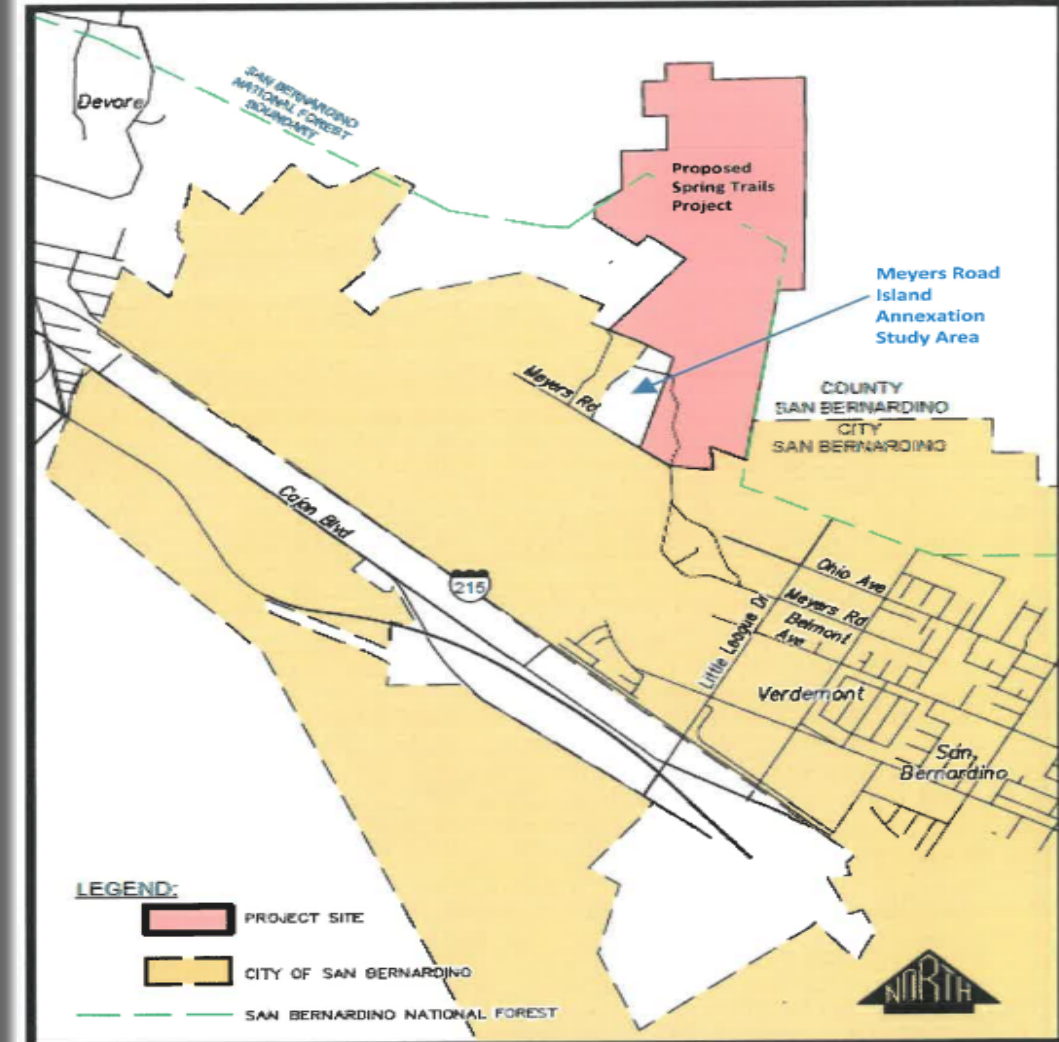 Devore
SAN BERNARDINO
NATIONAL FOREST
BOUNDARY
Proposed
Spring Trails
Project
Meyers Road
Island
Annexation
Study Area
Meyers Rd
COUNTY
SAN BERNARDINO
CITY
SAN BERNARDINO
Cajon Blvd
215
Ohio Ave
Meyers Rd
Belmont
Ave
Little League Dr
Verdemont
San
Bernardino
LEGEND:
PROJECT SITE
CITY OF SAN BERNARDINO
SAN BERNARDINO NATIONAL FOREST
NORTH